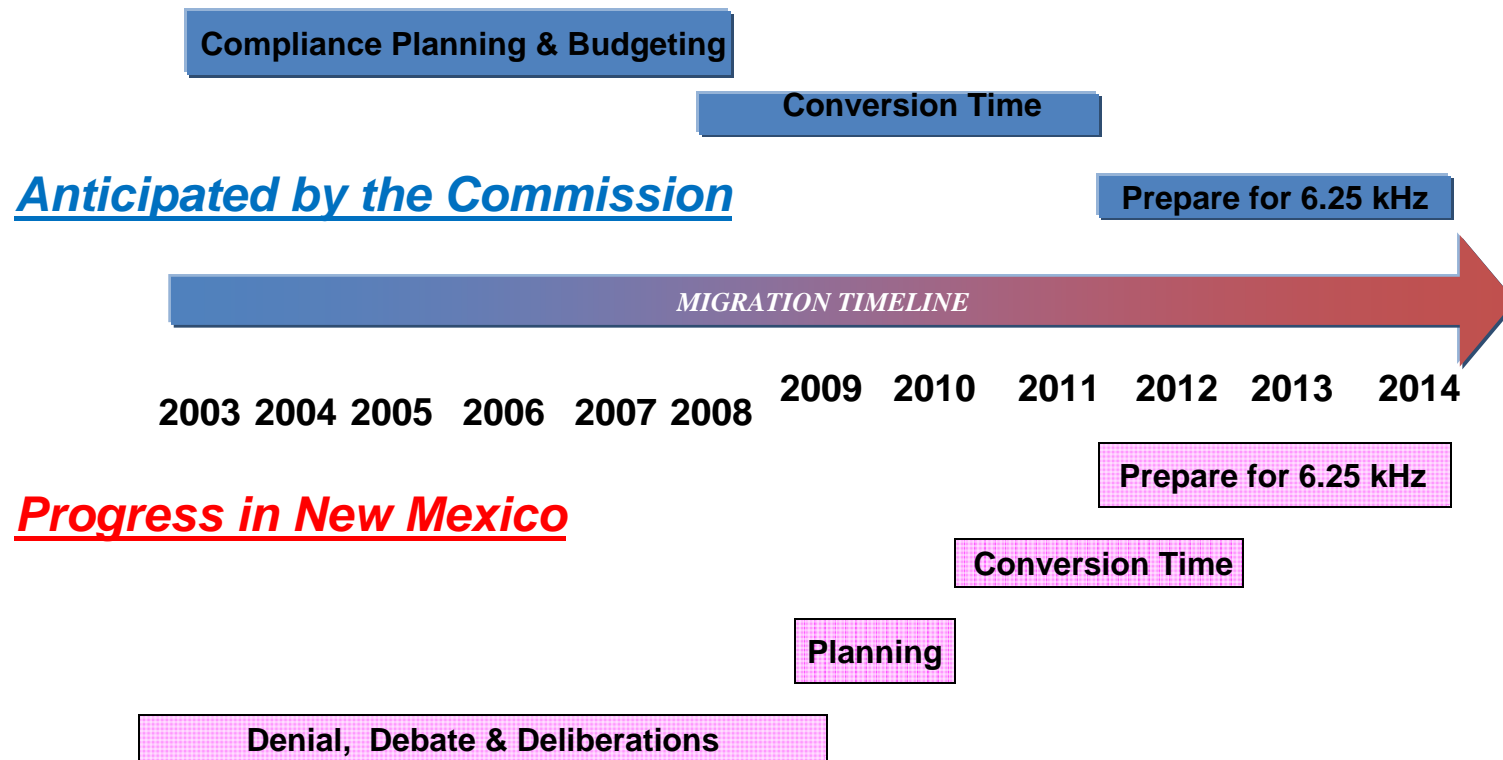 Compliance Planning & Budgeting
Conversion Time
Anticipated by the Commission
Prepare for 6.25 kHz
MIGRATION TIMELINE
2003 2004 2005 2006 2007 2008 2009 2010 2011 2012 2013 2014
Prepare for 6.25 kHz
Progress in New Mexico
Conversion Time
Planning
Denial, Debate & Deliberations